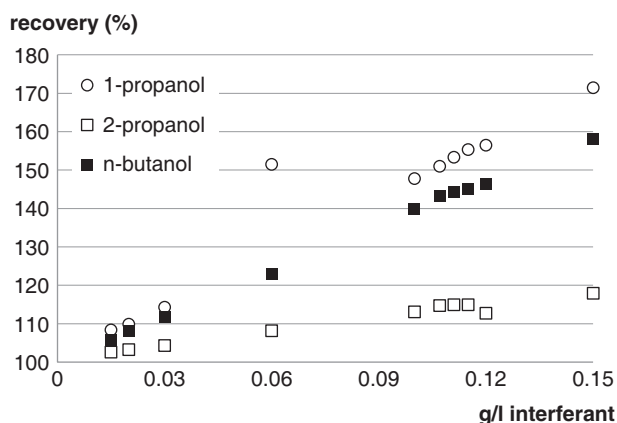 recovery (%)
180
170
160
150
140
130
120
110
100
1-propanol
2-propanol
n-butanol
0 0.03 0.06 0.09 0.12 0.15
g/l interferant